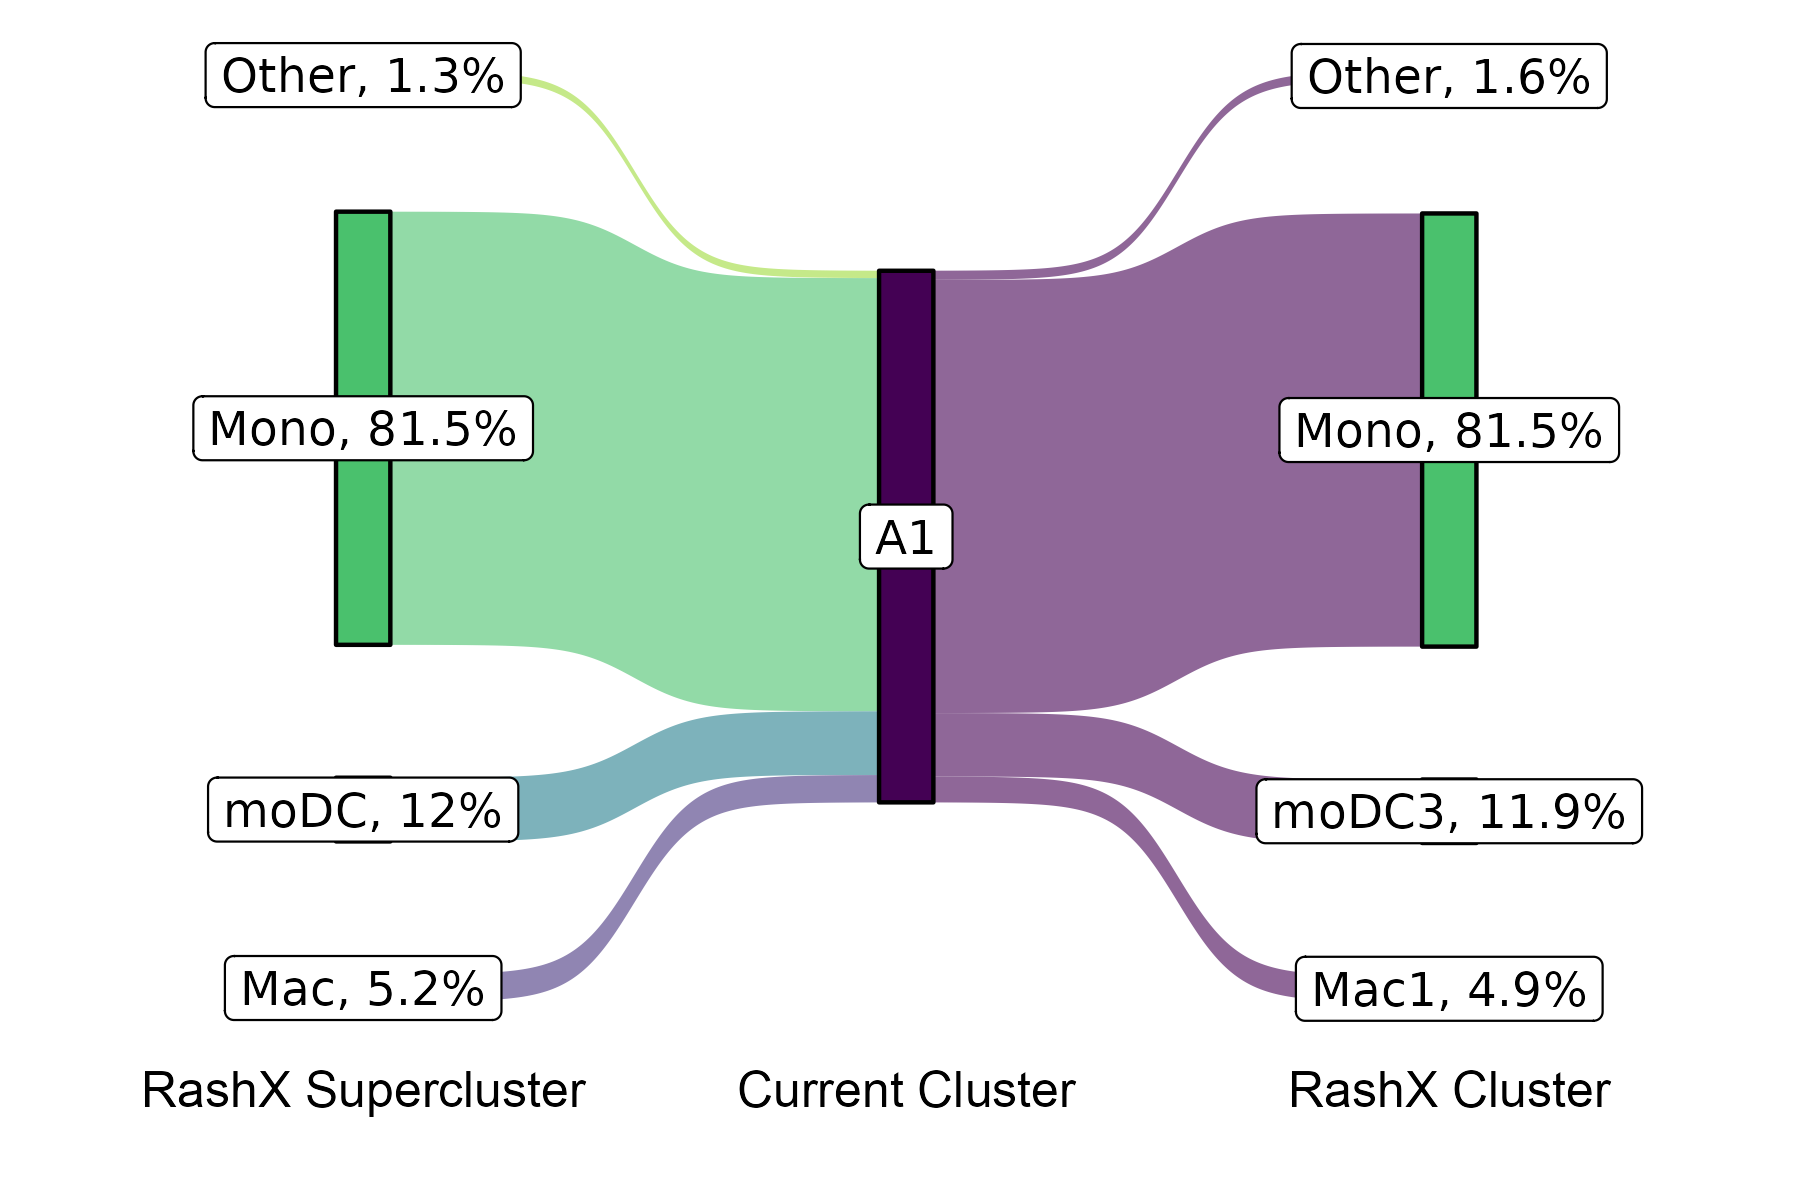 Other, 1.3%
Other, 1.6%
Mono, 81.5%
Mono, 81.5%
A1
moDC, 12%
moDC3, 11.9%
Mac, 5.2%
Mac1, 4.9%
RashX Supercluster
Current Cluster
RashX Cluster